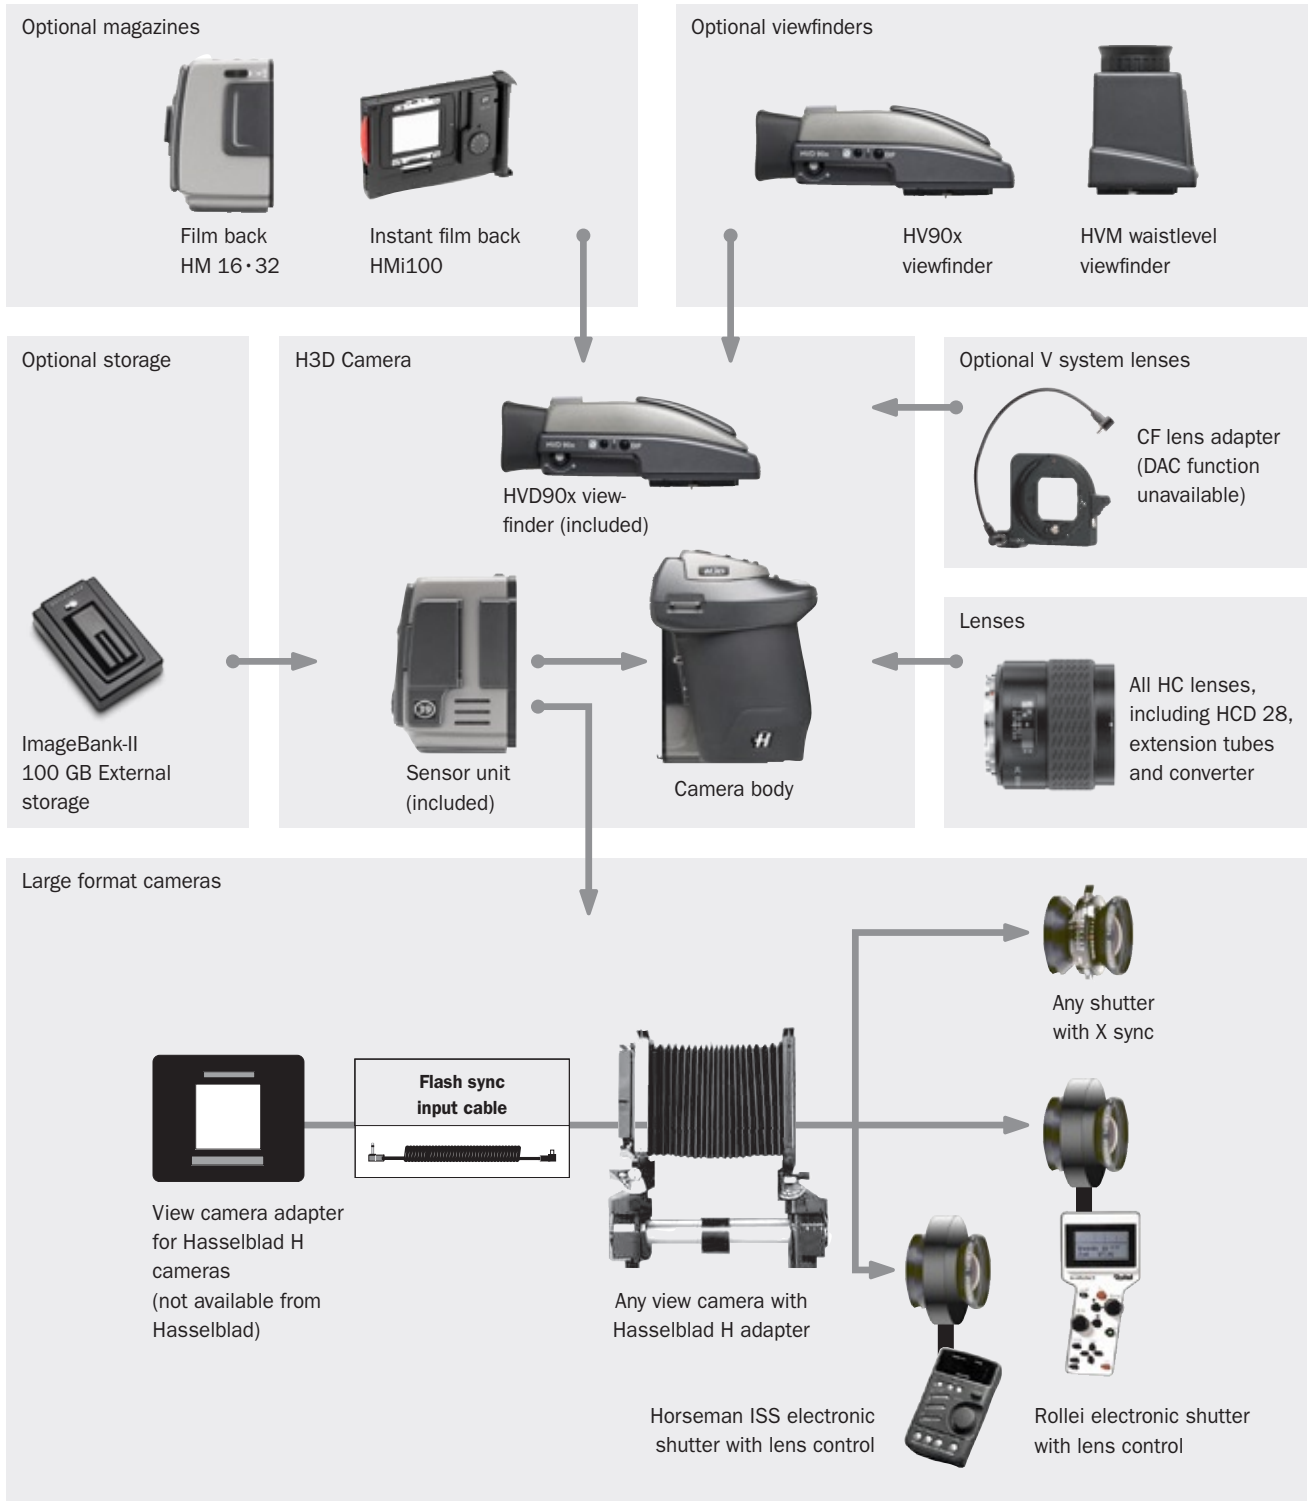 Optional magazines
Film back
HM 16·32
Instant film back
HMi100
Optional viewfinders
HV90x
viewfinder
HVM waistlevel
viewfinder
Optional storage
ImageBank-II
100 GB External
storage
H3D Camera
HVD90x view-
finder (included)
Sensor unit
(included)
39
Camera body
H
Optional V system lenses
CF lens adapter
(DAC function
unavailable)
Lenses
All HC lenses,
including HCD 28,
extension tubes
and converter
Large format cameras
View camera adapter
for Hasselblad H
cameras
(not available from
Hasselblad)
Flash sync
input cable
Any view camera with
Hasselblad H adapter
Any shutter
with X sync
Rollei
Horseman ISS electronic
shutter with lens control
Rollei electronic shutter
with lens control